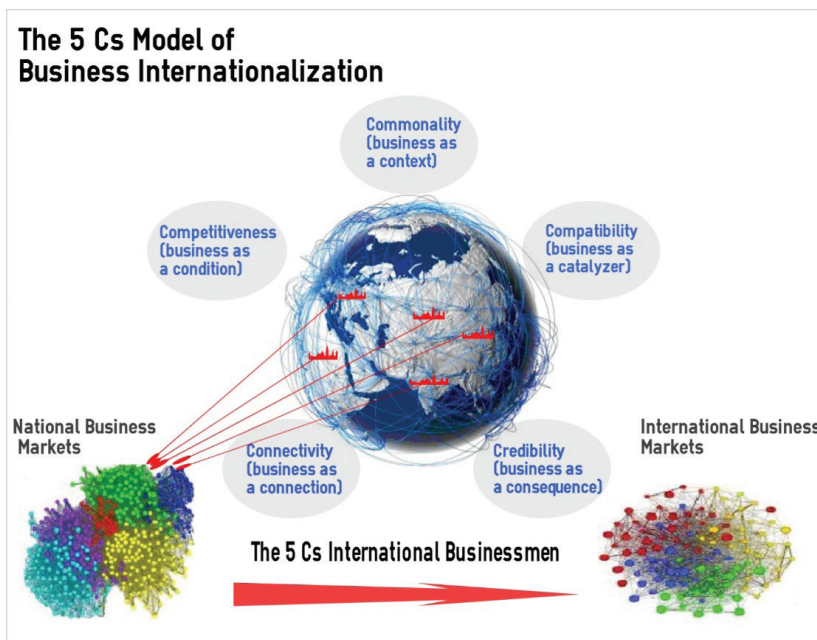 The 5 Cs Model of
Business Internationalization
Commonality
(business as
a context)
Competitiveness
(business as
a condition)
Compatibility
(business as
a catalyzer)
National Business
Markets
Connectivity
(business as
a connection)
Credibility
(business as
a consequence)
International Business
Markets
The 5 Cs International Businessmen